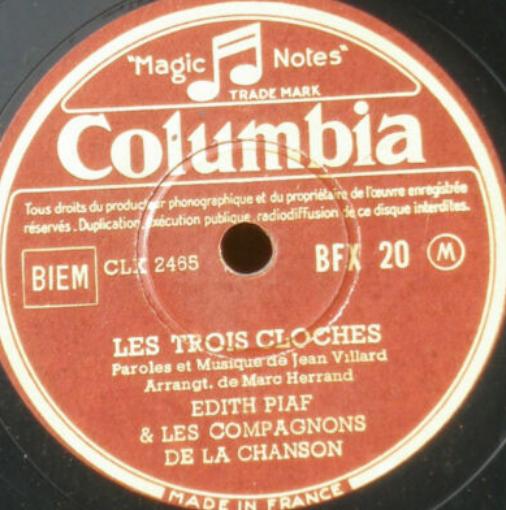 "Magic Notes"
TRADE MARK
Columbia
Tous droits du producteur phonographique et du propriétaire de l'œuvre enregistrée
réservés. Duplication, exécution publique, radiodiffusion de ce disque interdites.
BIEM CLX 2465 BFX 20 M
LES TROIS CLOCHES
Paroles et Musique de Jean Villard
Arrangt. de Marc Herrand
EDITH PIAF
& LES COMPAGNONS
DE LA CHANSON
MADE IN FRANCE